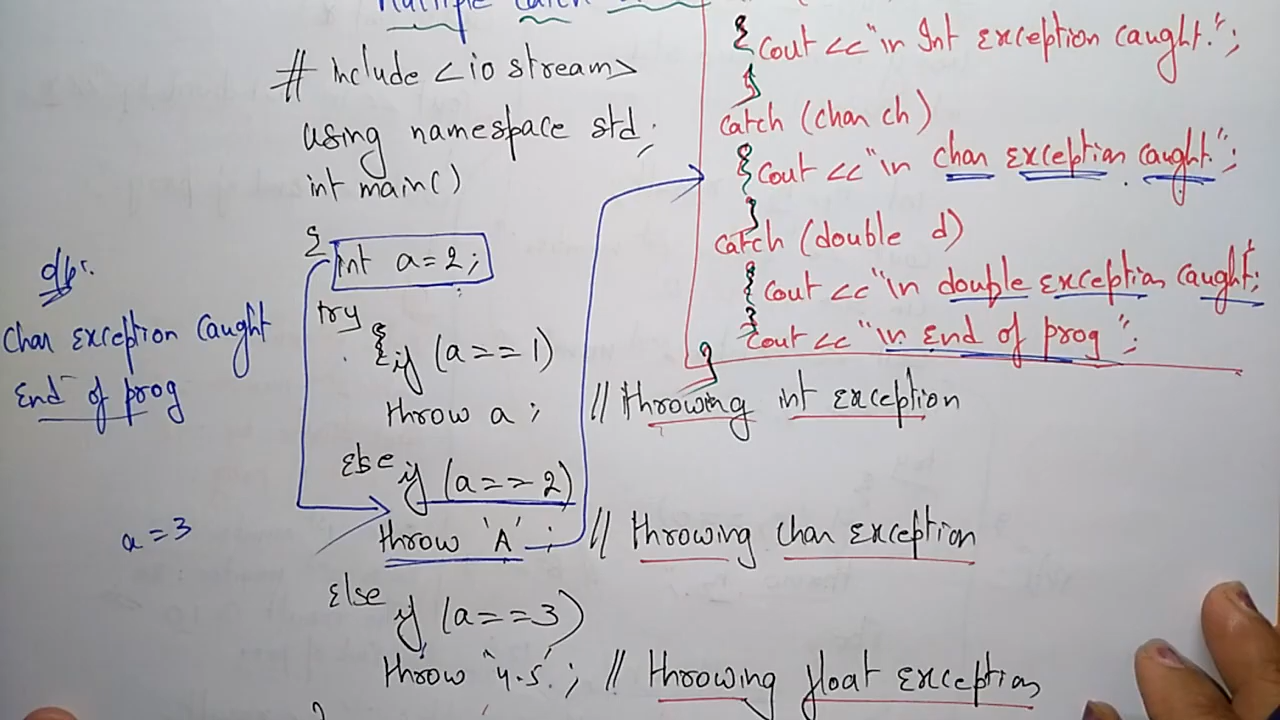 Multiple Catch
# include <iostream>
using namespace std;
int main()
{
int a=2;
try
{
if (a==1)
throw a; // throwing int exception
Else if (a==2)
throw 'A'; // throwing char exception
Else
if (a==3)
throw '4.5'; // throwing float exception
}
{ cout << "in Int exception caught.";
}
catch (char ch)
{ cout << "in char exception caught.";
}
catch (double d)
{ cout << "in double exception caught;
}
cout << "in End of prog";
}
o/p:
Char exception caught
End of prog
a=3